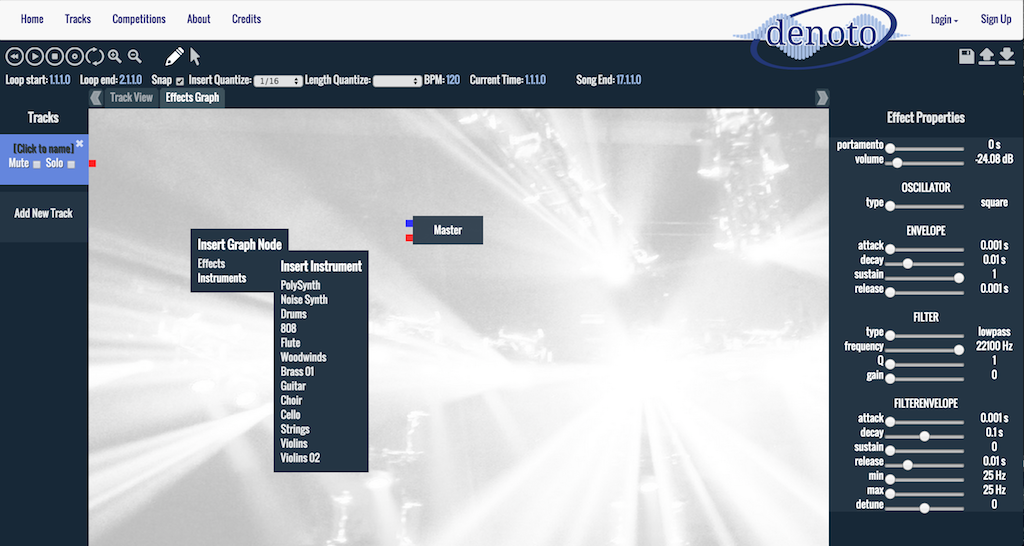 Home Tracks Competitions About Credits
denoto
Login Sign Up
Loop start: 1.1.1.0 Loop end: 2.1.1.0 Snap Insert Quantize: 1/16 Length Quantize: BPM: 120 Current Time: 1.1.1.0 Song End: 17.1.1.0
Track View Effects Graph
Tracks
[Click to name]
Mute Solo
Add New Track
Master
Insert Graph Node
Effects
Instruments
Insert Instrument
PolySynth
Noise Synth
Drums
808
Flute
Woodwinds
Brass 01
Guitar
Choir
Cello
Strings
Violins
Violins 02
Effect Properties
portamento 0 s
volume -24.08 dB
OSCILLATOR
type square
ENVELOPE
attack 0.001 s
decay 0.01 s
sustain 1
release 0.001 s
FILTER
type lowpass
frequency 22100 Hz
Q 1
gain 0
FILTERENVELOPE
attack 0.001 s
decay 0.1 s
sustain 0
release 0.01 s
min 25 Hz
max 25 Hz
detune 0